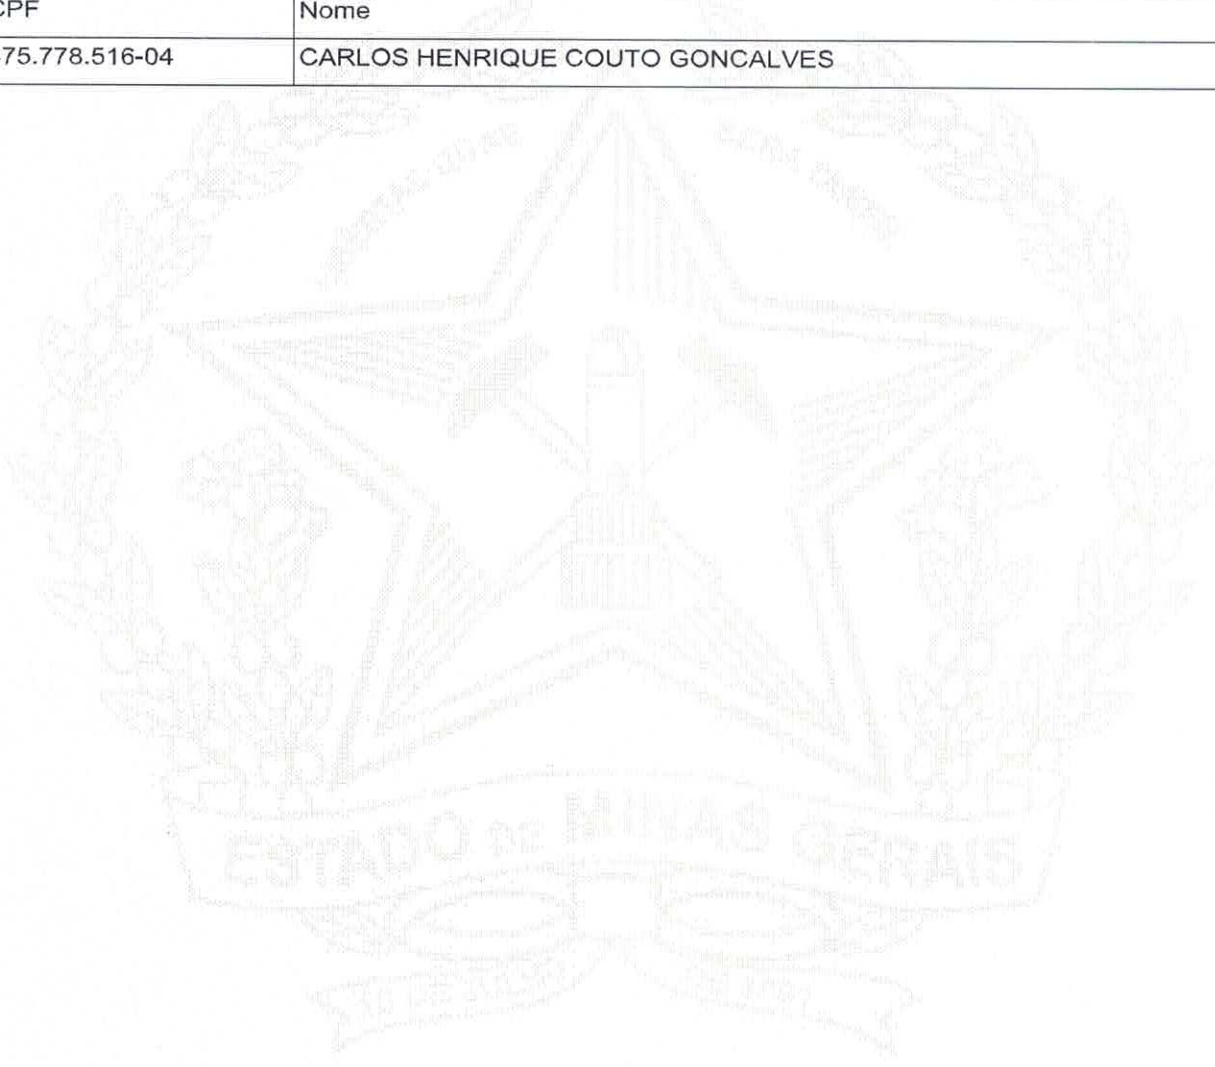 CPF Nome
75.778.516-04 CARLOS HENRIQUE COUTO GONCALVES
ESTADO DE MINAS GERAIS